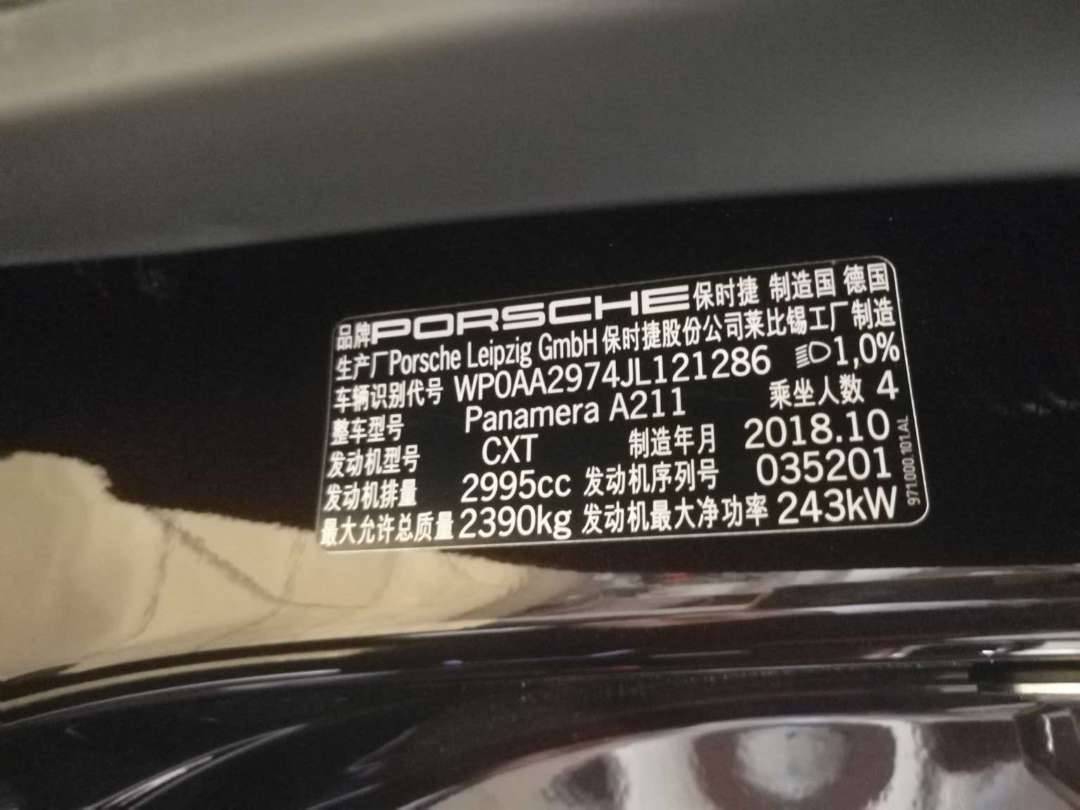 品牌PORSCHE保时捷 制造国 德国
生产厂Porsche Leipzig GmbH 保时捷股份公司莱比锡工厂制造
车辆识别代号 WP0AA2974JL121286 1,0%
整车型号 Panamera A211 乘坐人数 4
发动机型号 CXT 制造年月 2018.10
发动机排量 2995cc 发动机序列号 035201
最大允许总质量 2390kg 发动机最大净功率 243kW
971.000.101.AL